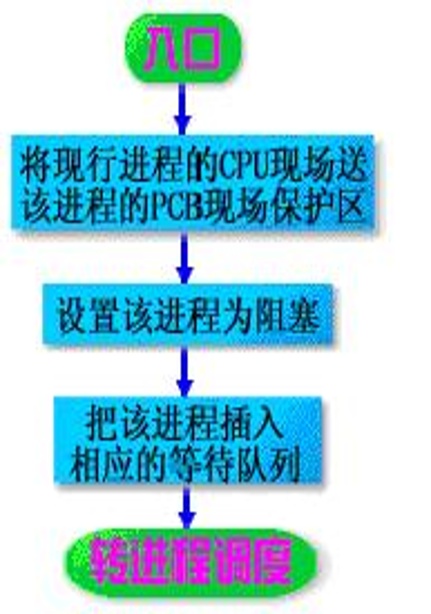 入口
将现行进程的CPU现场送
该进程的PCB现场保护区
设置该进程为阻塞
把该进程插入
相应的等待队列
转进程调度